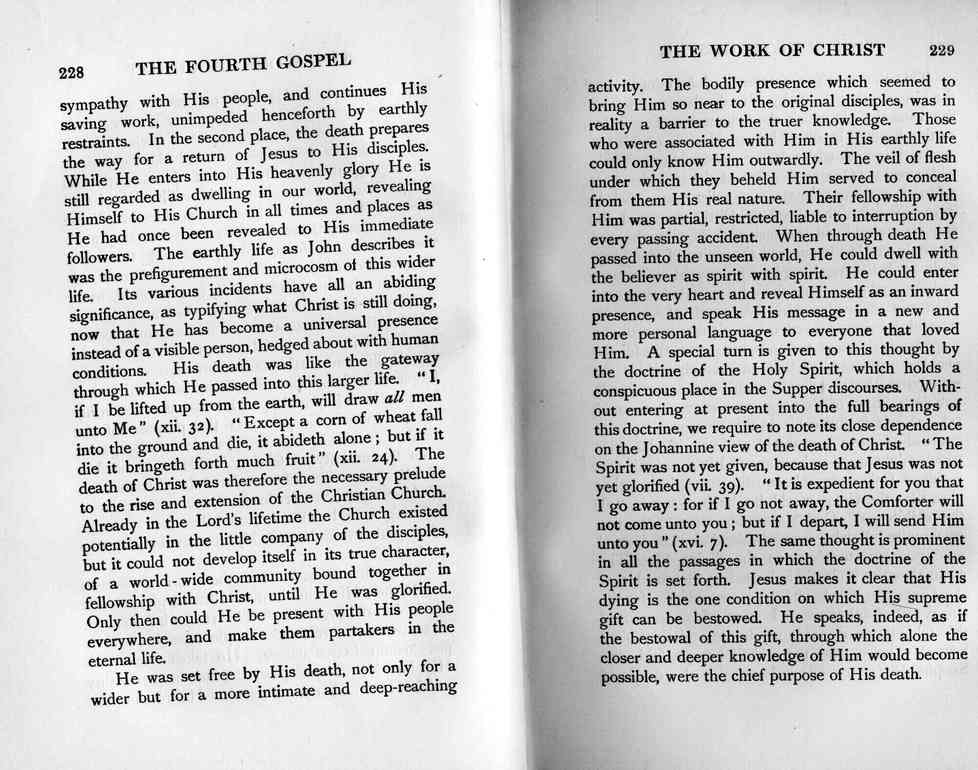 228 THE FOURTH GOSPEL
sympathy with His people, and continues His
saving work, unimpeded henceforth by earthly
restraints. In the second place, the death prepares
the way for a return of Jesus to His disciples.
While He enters into His heavenly glory He is
still regarded as dwelling in our world, revealing
Himself to His Church in all times and places as
He had once been revealed to His immediate
followers. The earthly life as John describes it
was the prefigurement and microcosm of this wider
life. Its various incidents have all an abiding
significance, as typifying what Christ is still doing,
now that He has become a universal presence
instead of a visible person, hedged about with human
conditions. His death was like the gateway
through which He passed into this larger life. "I,
if I be lifted up from the earth, will draw all men
unto Me" (xii. 32). "Except a corn of wheat fall
into the ground and die, it abideth alone; but if it
die it bringeth forth much fruit" (xii. 24). The
death of Christ was therefore the necessary prelude
to the rise and extension of the Christian Church.
Already in the Lord's lifetime the Church existed
potentially in the little company of the disciples,
but it could not develop itself in its true character,
of a world-wide community bound together in
fellowship with Christ, until He was glorified.
Only then could He be present with His people
everywhere, and make them partakers in the
eternal life.
He was set free by His death, not only for a
wider but for a more intimate and deep-reaching
THE WORK OF CHRIST 229
activity. The bodily presence which seemed to
bring Him so near to the original disciples, was in
reality a barrier to the truer knowledge. Those
who were associated with Him in His earthly life
could only know Him outwardly. The veil of flesh
under which they beheld Him served to conceal
from them His real nature. Their fellowship with
Him was partial, restricted, liable to interruption by
every passing accident. When through death He
passed into the unseen world, He could dwell with
the believer as spirit with spirit. He could enter
into the very heart and reveal Himself as an inward
presence, and speak His message in a new and
more personal language to everyone that loved
Him. A special turn is given to this thought by
the doctrine of the Holy Spirit, which holds a
conspicuous place in the Supper discourses. With-
out entering at present into the full bearings of
this doctrine, we require to note its close dependence
on the Johannine view of the death of Christ. "The
Spirit was not yet given, because that Jesus was not
yet glorified (vii. 39). "It is expedient for you that
I go away: for if I go not away, the Comforter will
not come unto you; but if I depart, I will send Him
unto you" (xvi. 7). The same thought is prominent
in all the passages in which the doctrine of the
Spirit is set forth. Jesus makes it clear that His
dying is the one condition on which His supreme
gift can be bestowed. He speaks, indeed, as if
the bestowal of this gift, through which alone the
closer and deeper knowledge of Him would become
possible, were the chief purpose of His death.